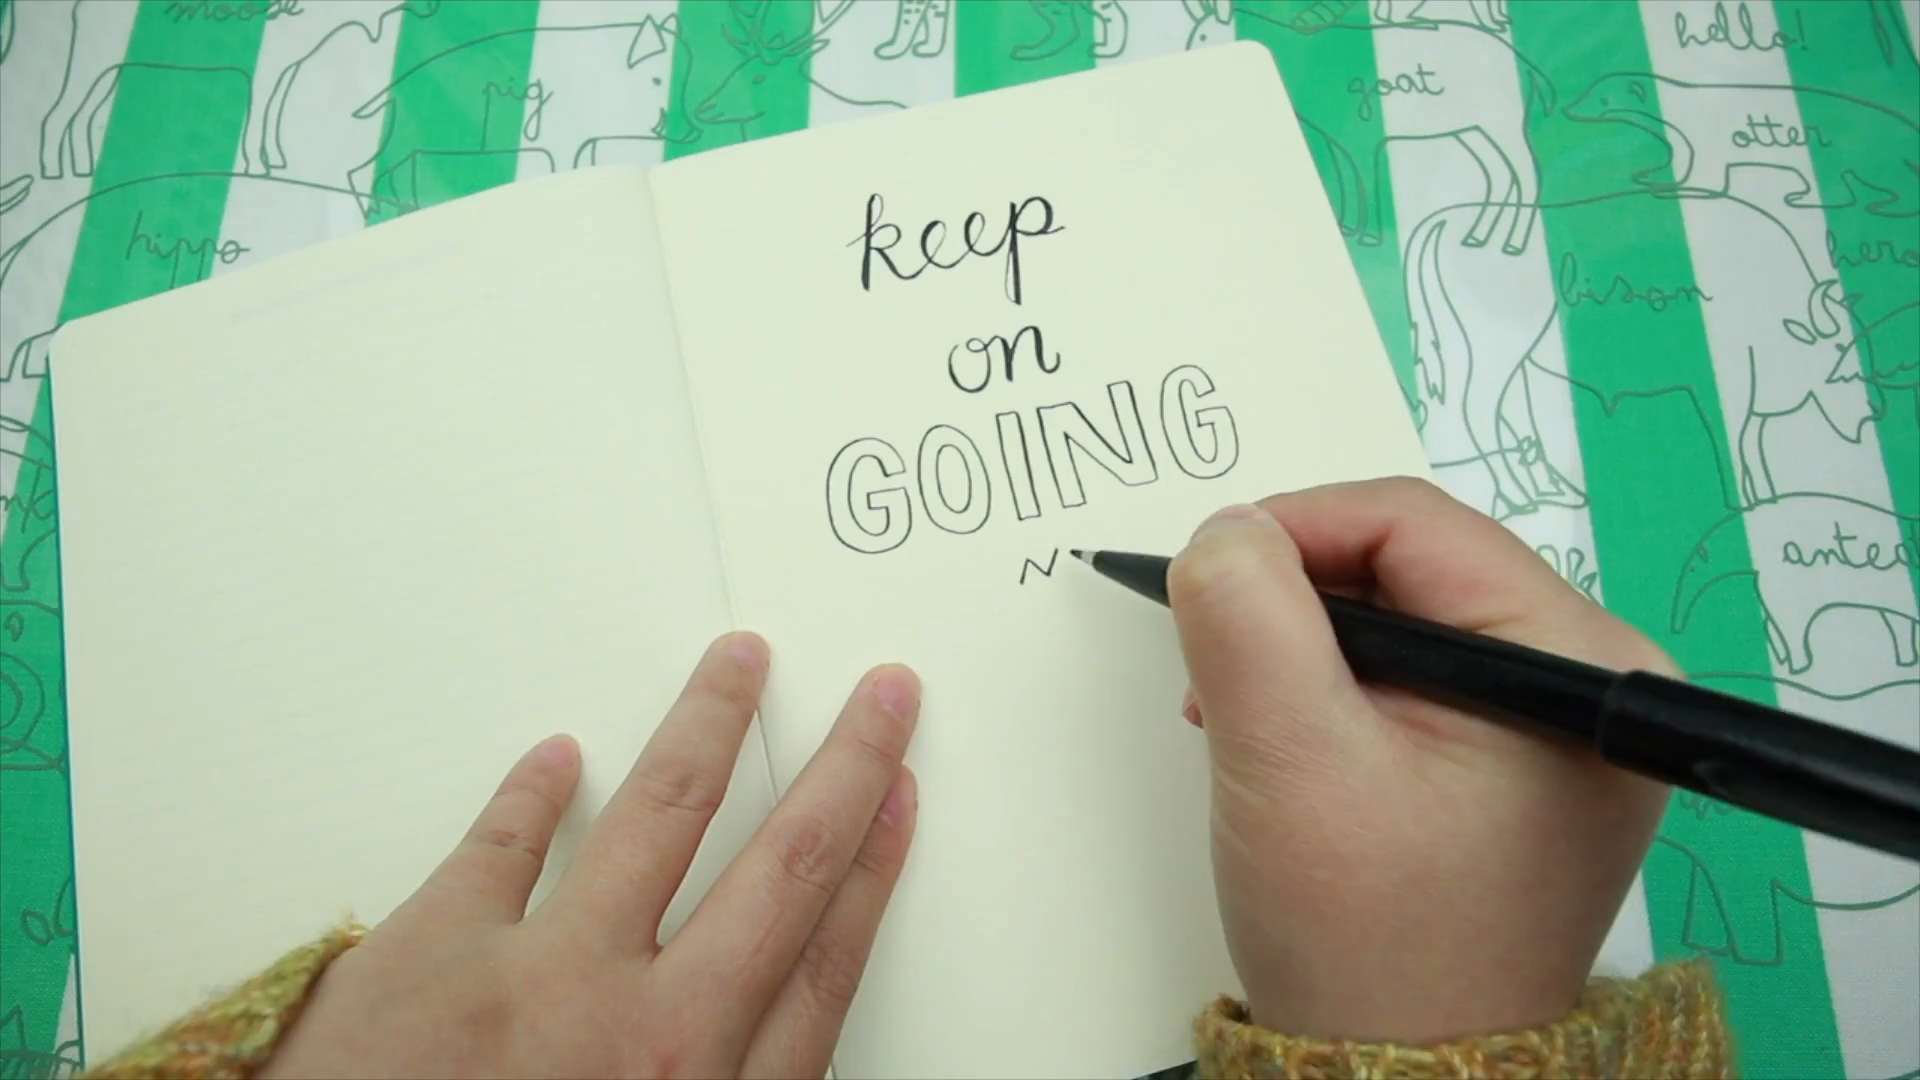 moose
pig
hippo
keep
on
GOING
goat
hello!
otter
bison